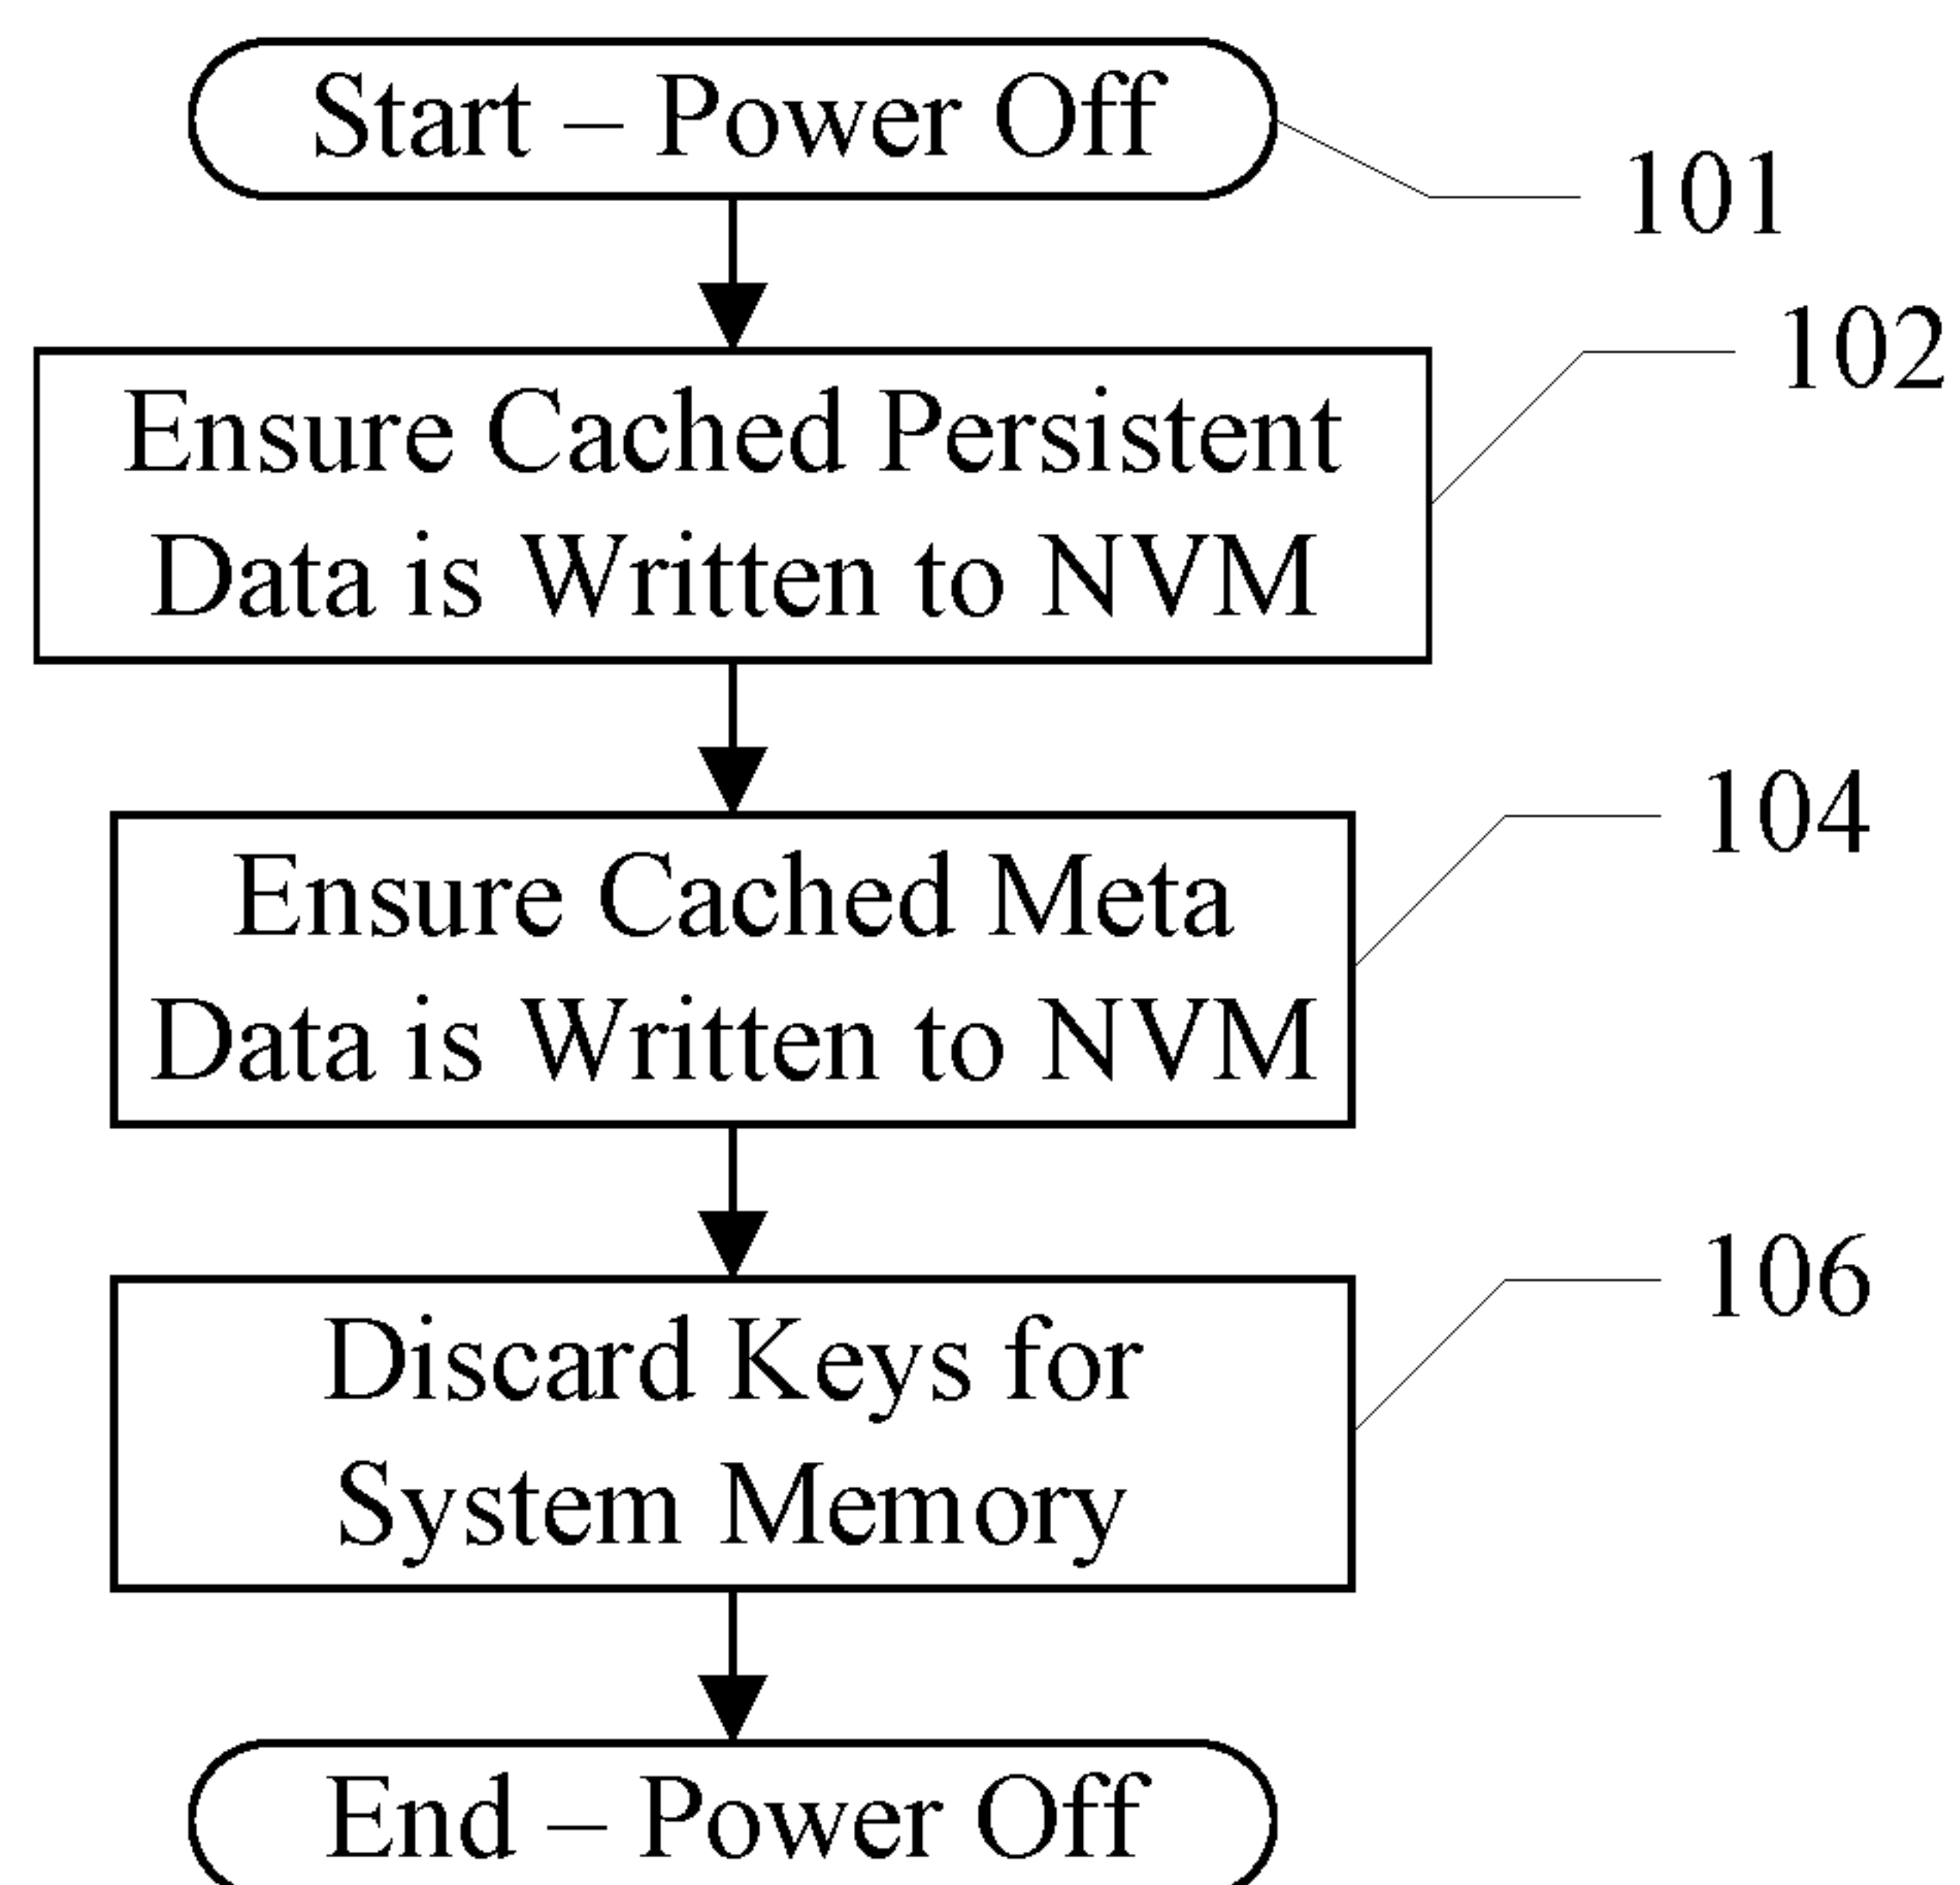 Start – Power Off
101
102
Ensure Cached Persistent
Data is Written to NVM
104
Ensure Cached Meta
Data is Written to NVM
106
Discard Keys for
System Memory
End – Power Off